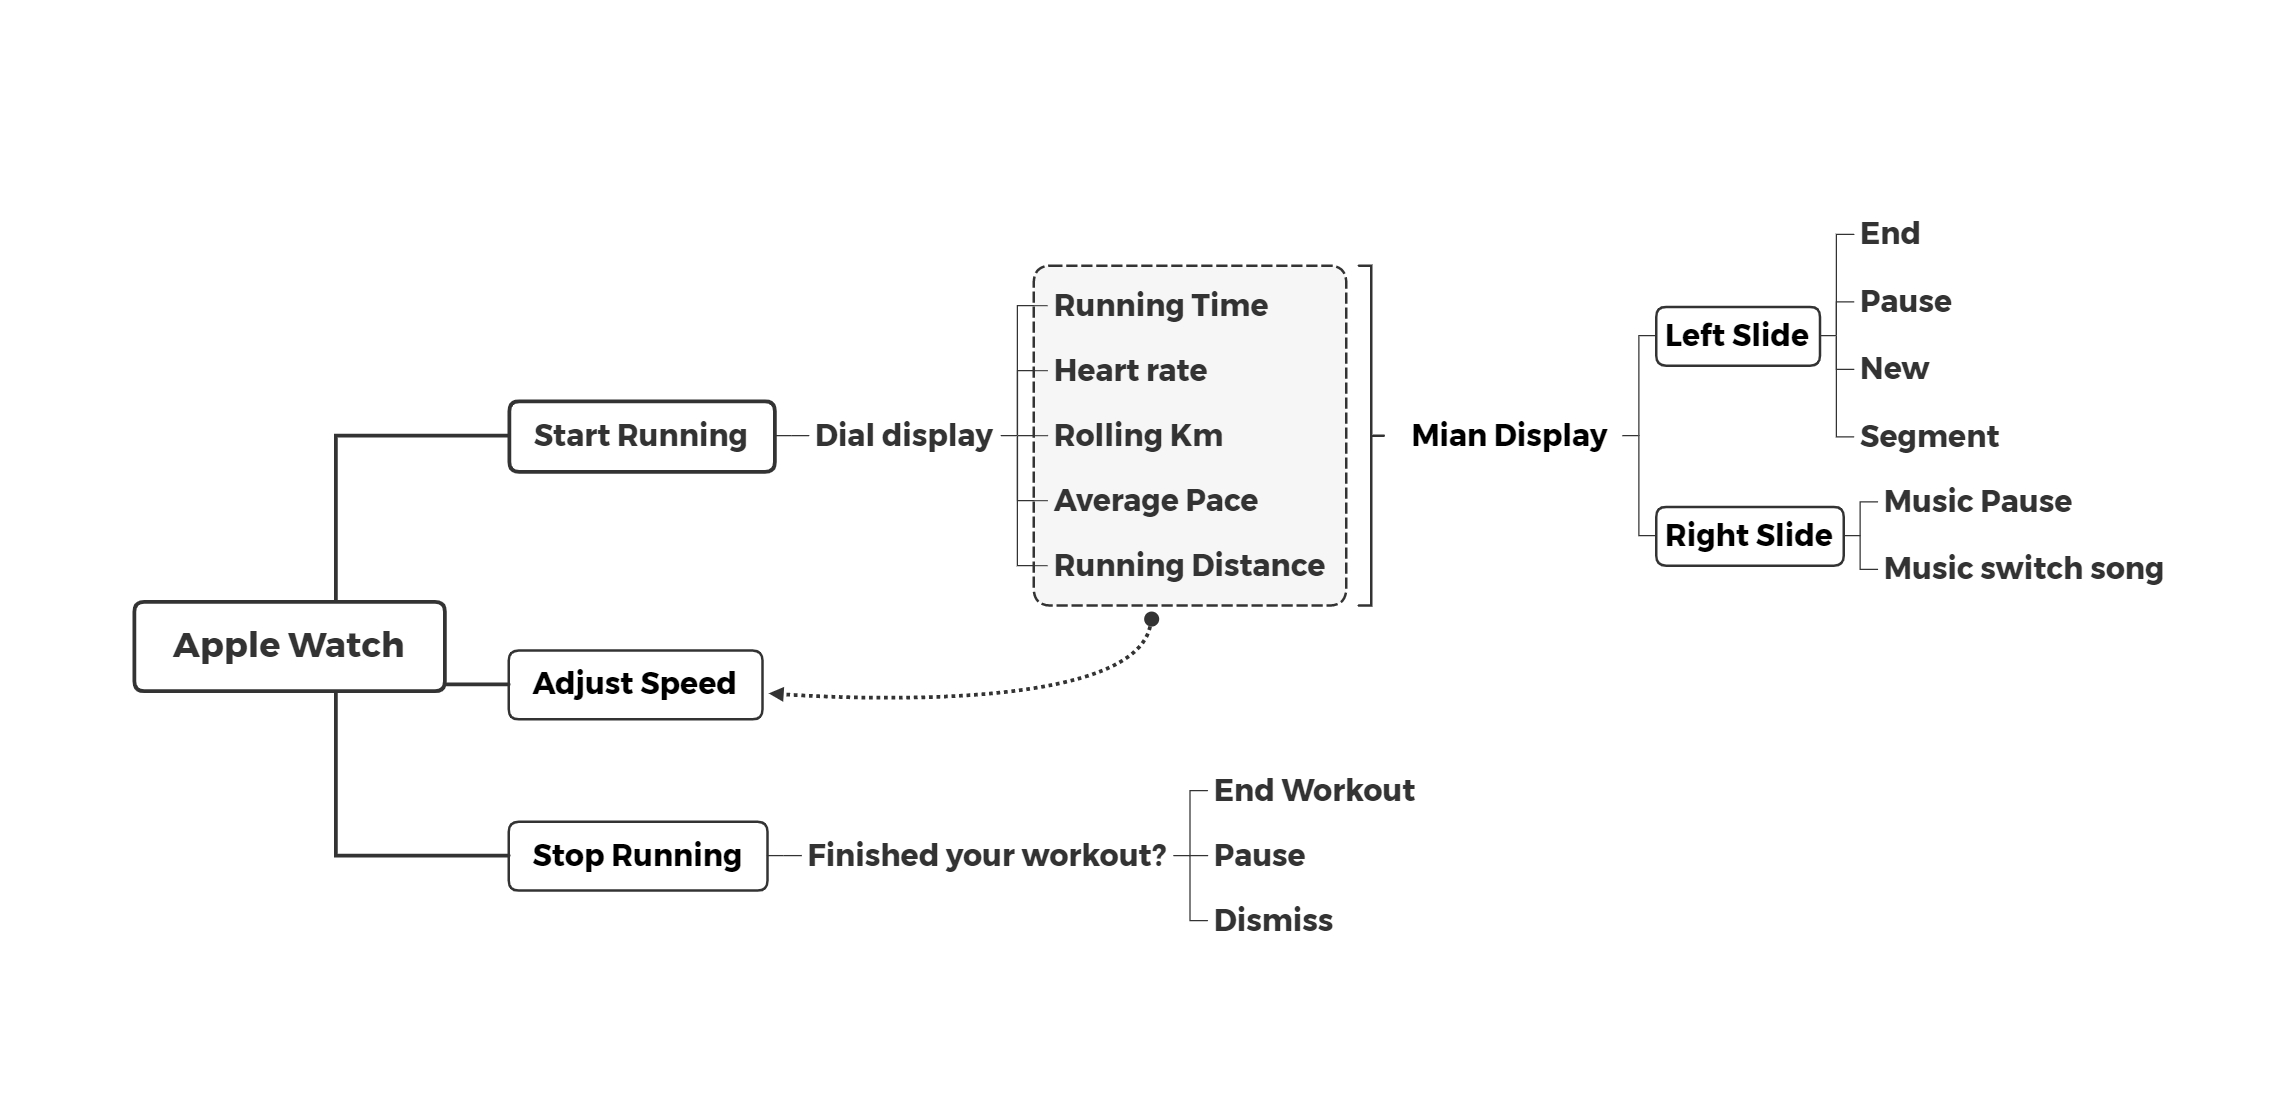 Apple Watch
Start Running
Dial display
Running Time
Heart rate
Rolling Km
Average Pace
Running Distance
Mian Display
Left Slide
End
Pause
New
Segment
Right Slide
Music Pause
Music switch song
Adjust Speed
Stop Running
Finished your workout?
End Workout
Pause
Dismiss